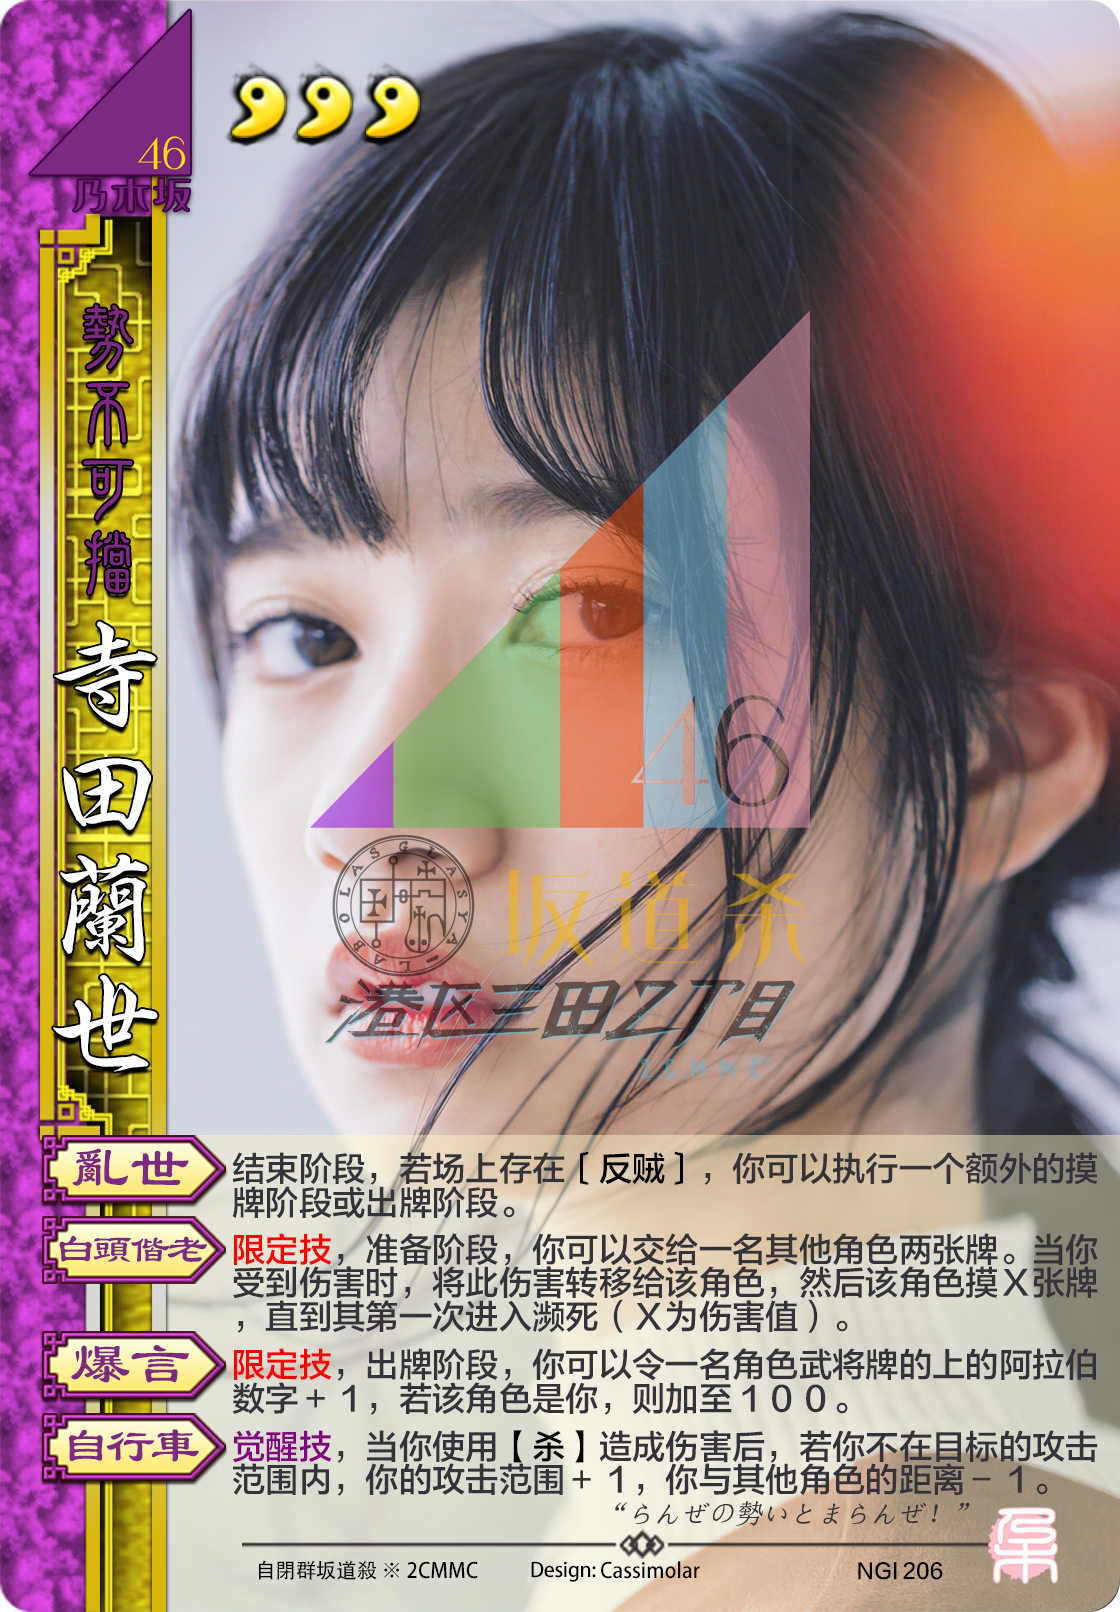 46
乃木坂
勢不可擋
寺田蘭世
46
LASGLASYALABO
坂道杀
港区三田2丁目
2CMMC
亂世
结束阶段，若场上存在［反贼］，你可以执行一个额外的摸
牌阶段或出牌阶段。
白頭偕老
限定技，准备阶段，你可以交给一名其他角色两张牌。当你
受到伤害时，将此伤害转移给该角色，然后该角色摸Ｘ张牌
，直到其第一次进入濒死（Ｘ为伤害值）。
爆言
限定技，出牌阶段，你可以令一名角色武将牌的上的阿拉伯
数字＋１，若该角色是你，则加至１００。
自行車
觉醒技，当你使用【杀】造成伤害后，若你不在目标的攻击
范围内，你的攻击范围＋１，你与其他角色的距离－１。
“らんぜの勢いとまらんぜ！”
自閉群坂道殺 ※ 2CMMC
Design: Cassimolar
NGI 206